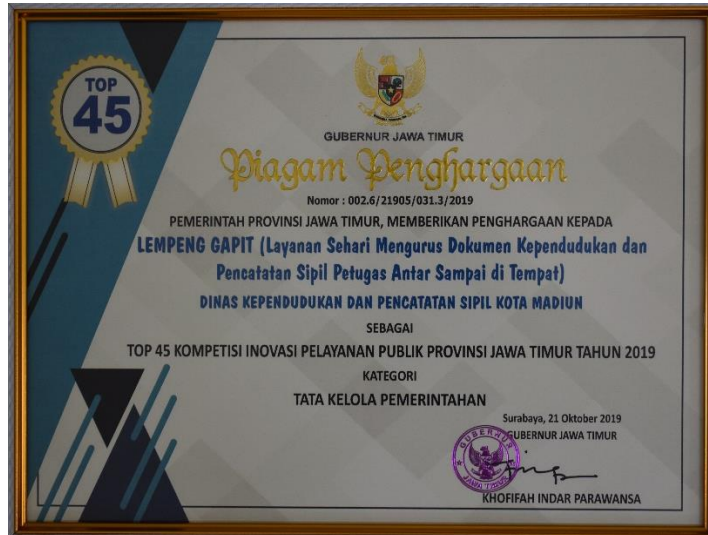 TOP
45
GUBERNUR JAWA TIMUR
Piagam Penghargaan
Nomor : 002.6/21905/031.3/2019
PEMERINTAH PROVINSI JAWA TIMUR, MEMBERIKAN PENGHARGAAN KEPADA
LEMPENG GAPIT (Layanan Sehari Mengurus Dokumen Kependudukan dan
Pencatatan Sipil Petugas Antar Sampai di Tempat)
DINAS KEPENDUDUKAN DAN PENCATATAN SIPIL KOTA MADIUN
SEBAGAI
TOP 45 KOMPETISI INOVASI PELAYANAN PUBLIK PROVINSI JAWA TIMUR TAHUN 2019
KATEGORI
TATA KELOLA PEMERINTAHAN
Surabaya, 21 Oktober 2019
GUBERNUR JAWA TIMUR
GUBERNUR
JAWA TIMUR
KHOFIFAH INDAR PARAWANSA